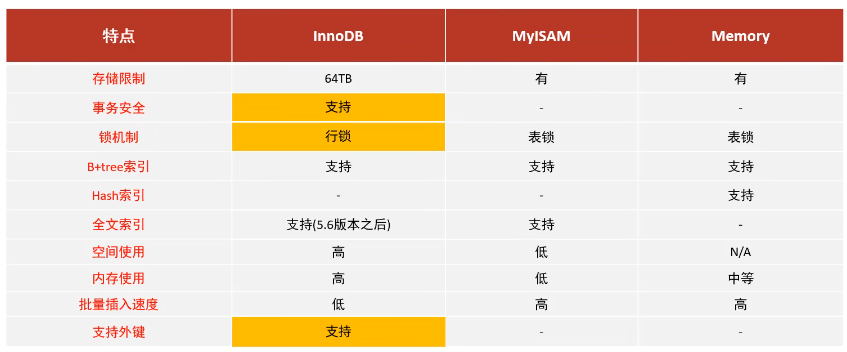 特点 InnoDB MyISAM Memory
存储限制 64TB 有 有
事务安全 支持 - -
锁机制 行锁 表锁 表锁
B+tree索引 支持 支持 支持
Hash索引 - - 支持
全文索引 支持(5.6版本之后) 支持 -
空间使用 高 低 N/A
内存使用 高 低 中等
批量插入速度 低 高 高
支持外键 支持 - -